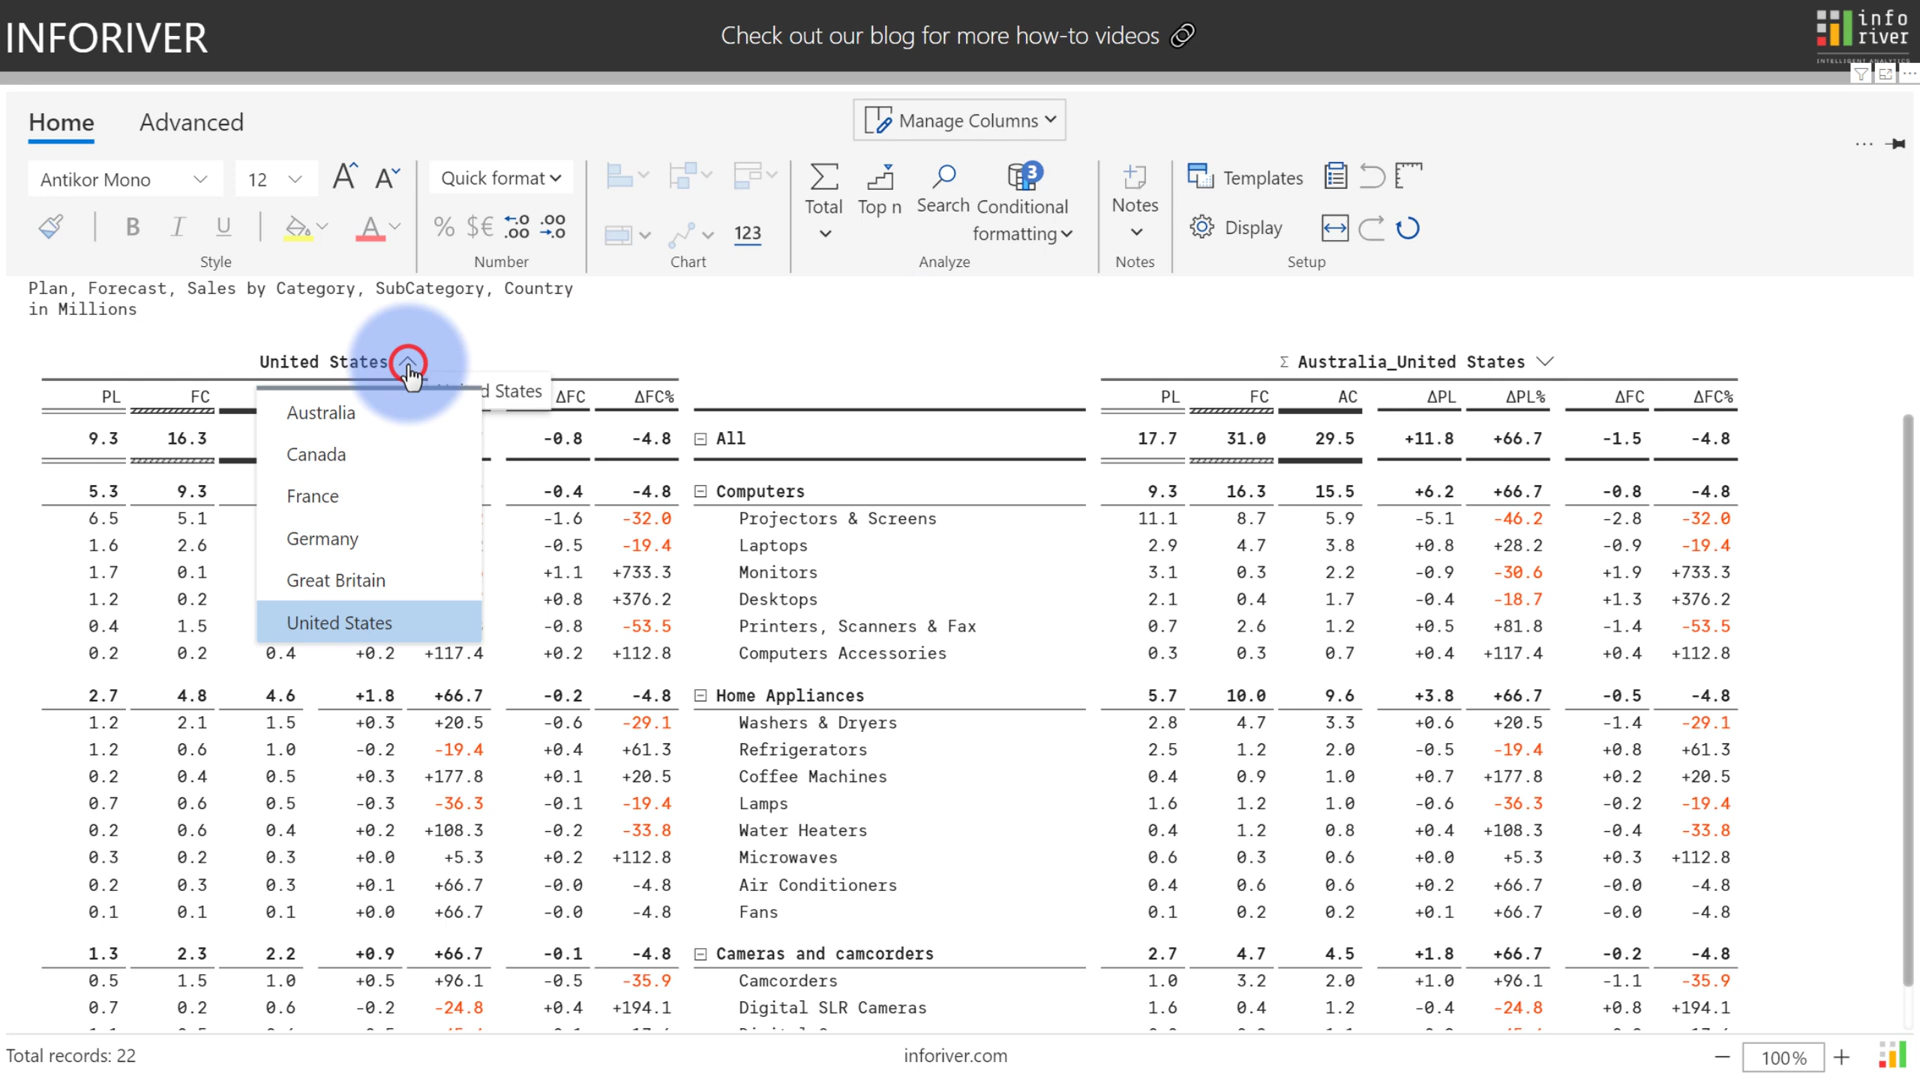 INFORIVER
Check out our blog for more how-to videos
info
river
INTELLIGENT ANALYTICS
Home Advanced
Manage Columns
Antikor Mono 12 Quick format
B I U A % $€ .0 .00 .00 .0 123
Total Top n Search Conditional formatting 3
Notes
Templates
Display
Style Number Chart Analyze Notes Setup
Plan, Forecast, Sales by Category, SubCategory, Country
in Millions
United States Σ Australia_United States
d States
PL FC ΔFC ΔFC% PL FC AC ΔPL ΔPL% ΔFC ΔFC%
Australia
Canada
France
Germany
Great Britain
United States
9.3 16.3 -0.8 -4.8 All 17.7 31.0 29.5 +11.8 +66.7 -1.5 -4.8
5.3 9.3 -0.4 -4.8 Computers 9.3 16.3 15.5 +6.2 +66.7 -0.8 -4.8
6.5 5.1 -1.6 -32.0 Projectors & Screens 11.1 8.7 5.9 -5.1 -46.2 -2.8 -32.0
1.6 2.6 -0.5 -19.4 Laptops 2.9 4.7 3.8 +0.8 +28.2 -0.9 -19.4
1.7 0.1 +1.1 +733.3 Monitors 3.1 0.3 2.2 -0.9 -30.6 +1.9 +733.3
1.2 0.2 +0.8 +376.2 Desktops 2.1 0.4 1.7 -0.4 -18.7 +1.3 +376.2
0.4 1.5 -0.8 -53.5 Printers, Scanners & Fax 0.7 2.6 1.2 +0.5 +81.8 -1.4 -53.5
0.2 0.2 0.4 +0.2 +117.4 +0.2 +112.8 Computers Accessories 0.3 0.3 0.7 +0.4 +117.4 +0.4 +112.8
2.7 4.8 4.6 +1.8 +66.7 -0.2 -4.8 Home Appliances 5.7 10.0 9.6 +3.8 +66.7 -0.5 -4.8
1.2 2.1 1.5 +0.3 +20.5 -0.6 -29.1 Washers & Dryers 2.8 4.7 3.3 +0.6 +20.5 -1.4 -29.1
1.2 0.6 1.0 -0.2 -19.4 +0.4 +61.3 Refrigerators 2.5 1.2 2.0 -0.5 -19.4 +0.8 +61.3
0.2 0.4 0.5 +0.3 +177.8 +0.1 +20.5 Coffee Machines 0.4 0.9 1.0 +0.7 +177.8 +0.2 +20.5
0.7 0.6 0.5 -0.3 -36.3 -0.1 -19.4 Lamps 1.6 1.2 1.0 -0.6 -36.3 -0.2 -19.4
0.2 0.6 0.4 +0.2 +108.3 -0.2 -33.8 Water Heaters 0.4 1.2 0.8 +0.4 +108.3 -0.4 -33.8
0.3 0.2 0.3 +0.0 +5.3 +0.2 +112.8 Microwaves 0.6 0.3 0.6 +0.0 +5.3 +0.3 +112.8
0.2 0.3 0.3 +0.1 +66.7 -0.0 -4.8 Air Conditioners 0.4 0.6 0.6 +0.2 +66.7 -0.0 -4.8
0.1 0.1 0.1 +0.0 +66.7 -0.0 -4.8 Fans 0.1 0.2 0.2 +0.1 +66.7 -0.0 -4.8
1.3 2.3 2.2 +0.9 +66.7 -0.1 -4.8 Cameras and camcorders 2.7 4.7 4.5 +1.8 +66.7 -0.2 -4.8
0.5 1.5 1.0 +0.5 +96.1 -0.5 -35.9 Camcorders 1.0 3.2 2.0 +1.0 +96.1 -1.1 -35.9
0.7 0.2 0.6 -0.2 -24.8 +0.4 +194.1 Digital SLR Cameras 1.6 0.4 1.2 -0.4 -24.8 +0.8 +194.1
Total records: 22 inforiver.com 100%